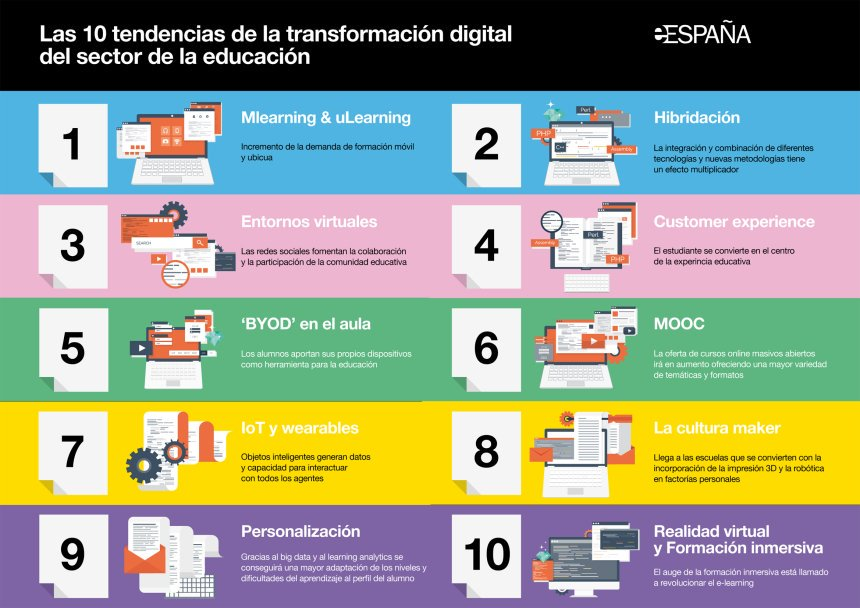 Las 10 tendencias de la transformación digital
del sector de la educación
eESPAÑA
1
Mlearning & uLearning
Incremento de la demanda de formación móvil
y ubicua
2
PHP
Perl
C++
Assembly
Hibridación
La integración y combinación de diferentes
tecnologías y nuevas metodologías tiene
un efecto multiplicador
3
SEARCH
Entornos virtuales
Las redes sociales fomentan la colaboración
y la participación de la comunidad educativa
4
Assembly
Perl
PHP
Customer experience
El estudiante se convierte en el centro
de la experincia educativa
5
‘BYOD’ en el aula
Los alumnos aportan sus propios dispositivos
como herramienta para la educación
6
MOOC
La oferta de cursos online masivos abiertos
irá en aumento ofreciendo una mayor variedad
de temáticas y formatos
7
IoT y wearables
Objetos inteligentes generan datos
y capacidad para interactuar
con todos los agentes
8
La cultura maker
Llega a las escuelas que se convierten con la
incorporación de la impresión 3D y la robótica
en factorías personales
9
Personalización
Gracias al big data y al learning analytics se
conseguirá una mayor adaptación de los niveles y
dificultades del aprendizaje al perfil del alumno
10
Realidad virtual
y Formación inmersiva
El auge de la formación inmersiva está llamado
a revolucionar el e-learning